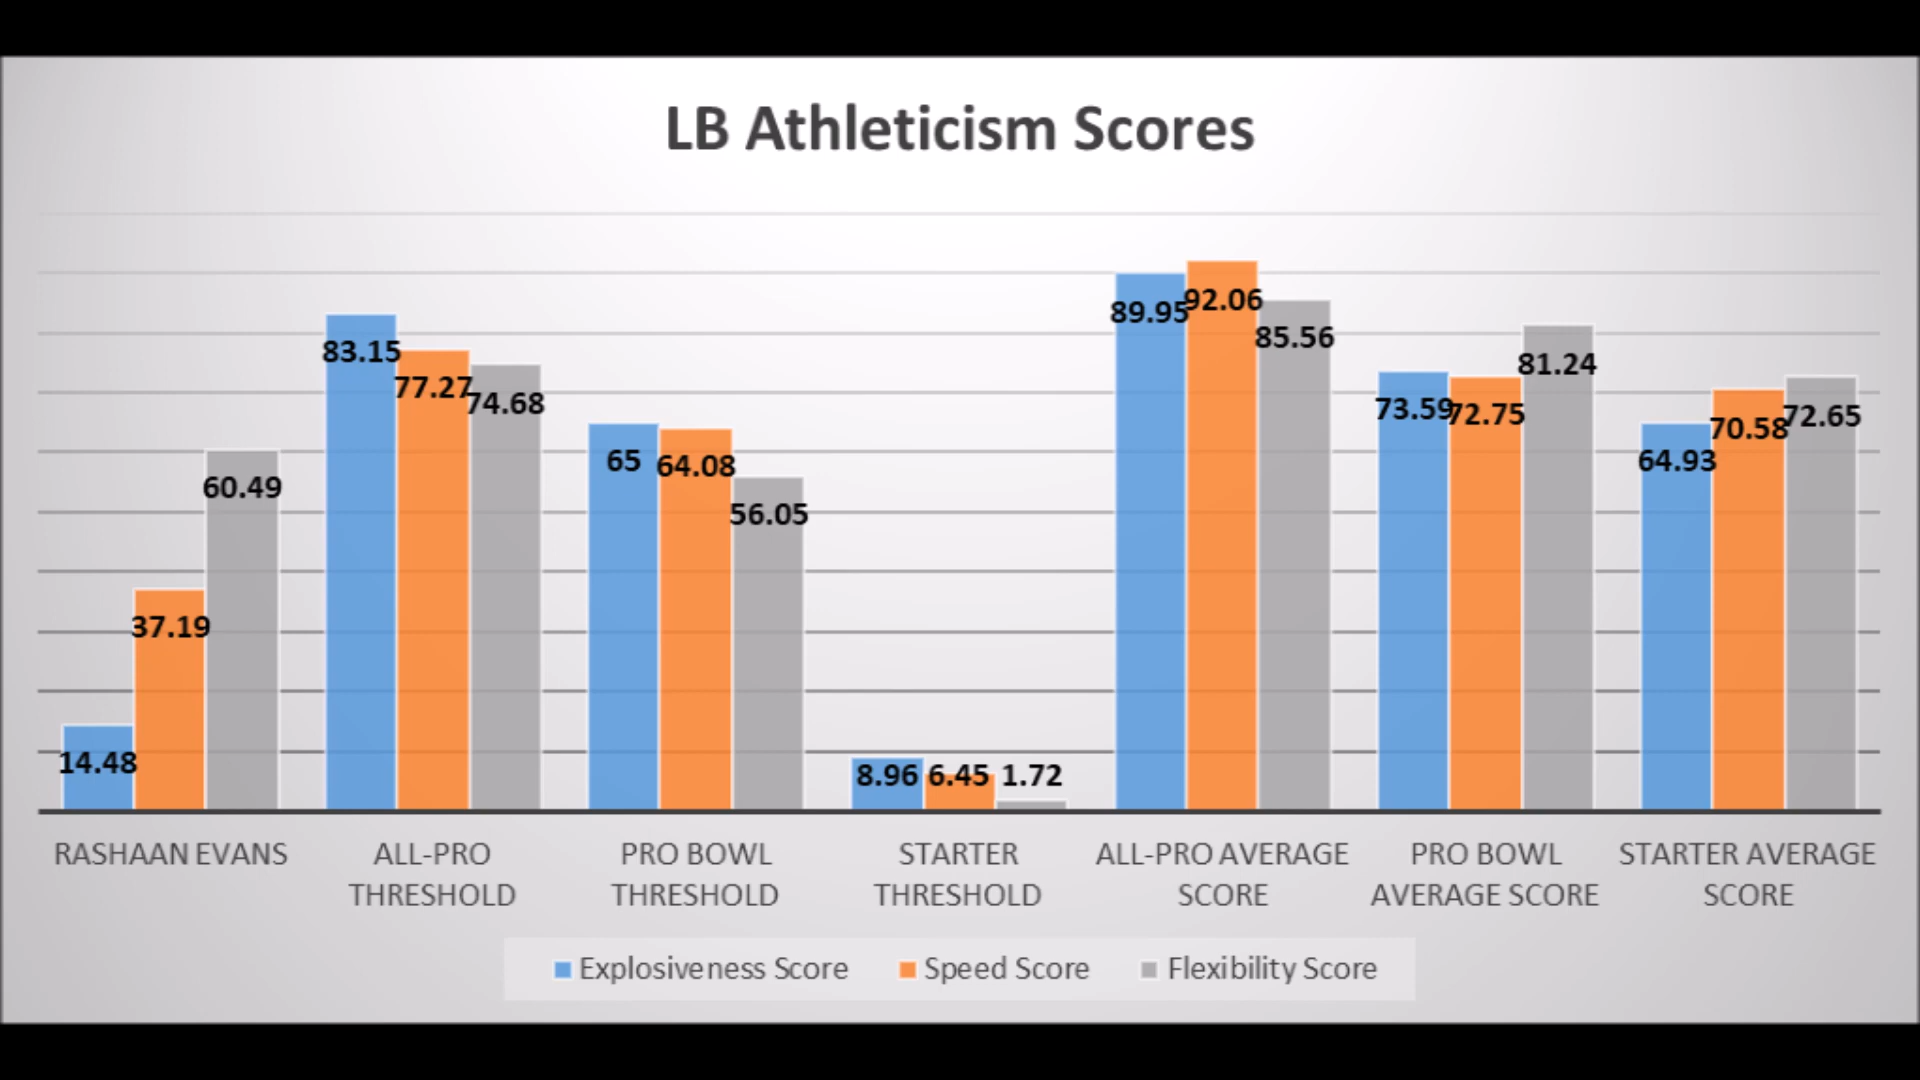 LB Athleticism Scores
14.48
37.19
60.49
83.15
77.27
74.68
65
64.08
56.05
8.96
6.45
1.72
89.95
92.06
85.56
73.59
72.75
81.24
64.93
70.58
72.65
RASHAAN EVANS
ALL-PRO
THRESHOLD
PRO BOWL
THRESHOLD
STARTER
THRESHOLD
ALL-PRO AVERAGE
SCORE
PRO BOWL
AVERAGE SCORE
STARTER AVERAGE
SCORE
Explosiveness Score
Speed Score
Flexibility Score